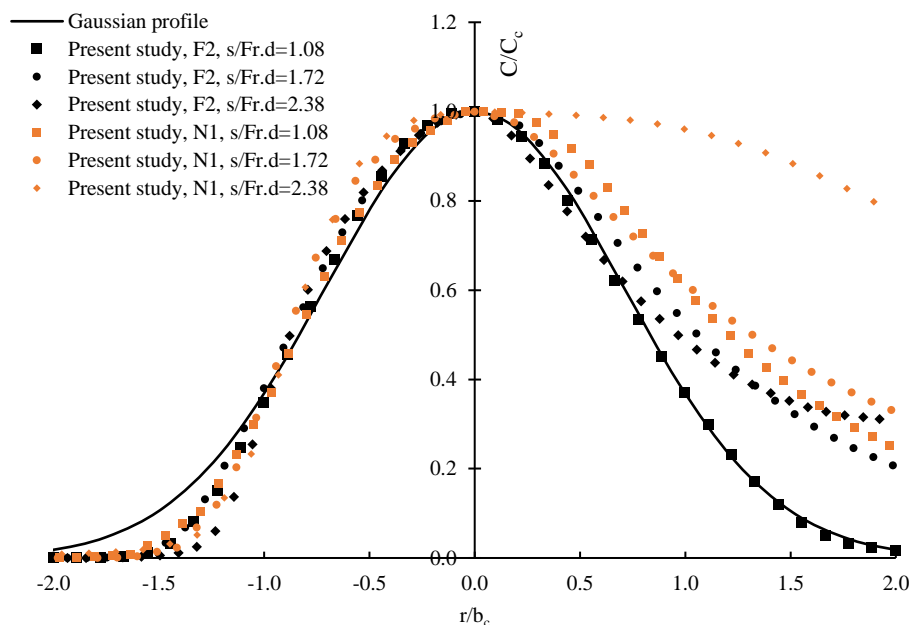 Gaussian profile
Present study, F2, s/Fr.d=1.08
Present study, F2, s/Fr.d=1.72
Present study, F2, s/Fr.d=2.38
Present study, N1, s/Fr.d=1.08
Present study, N1, s/Fr.d=1.72
Present study, N1, s/Fr.d=2.38
C/Cc
1.2
1.0
0.8
0.6
0.4
0.2
0.0
-2.0 -1.5 -1.0 -0.5 0.0 0.5 1.0 1.5 2.0
r/bc